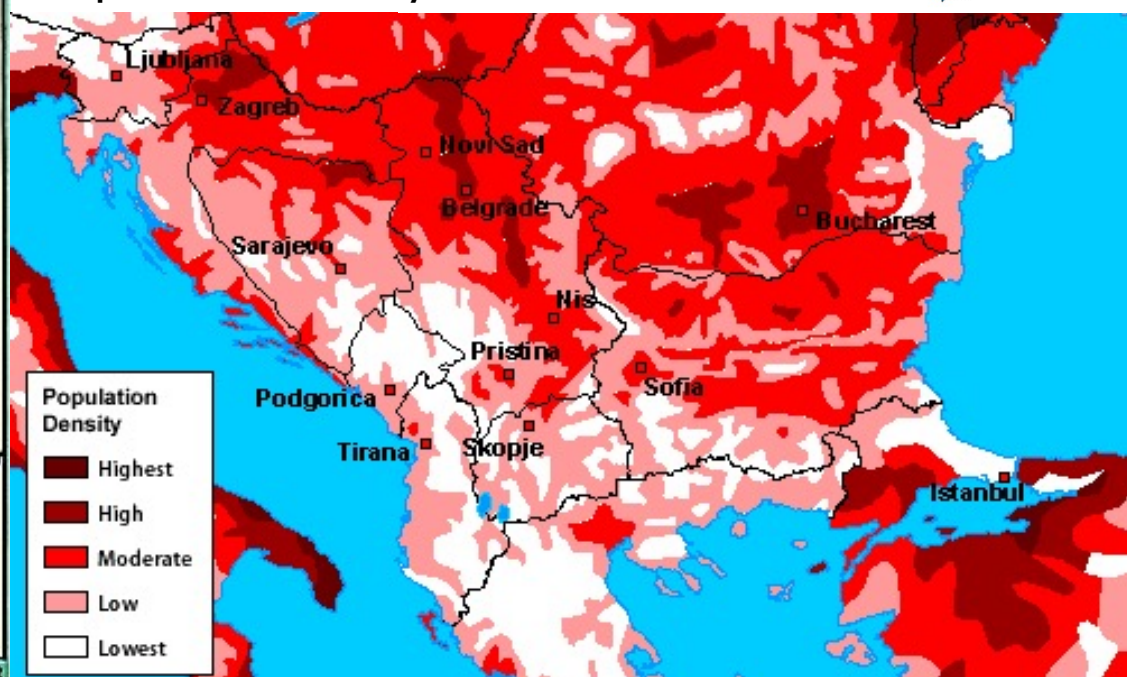 Ljubljana
Zagreb
Novi Sad
Belgrade
Bucharest
Sarajevo
Nis
Pristina
Sofia
Podgorica
Tirana
Skopje
Istanbul
Population
Density
Highest
High
Moderate
Low
Lowest